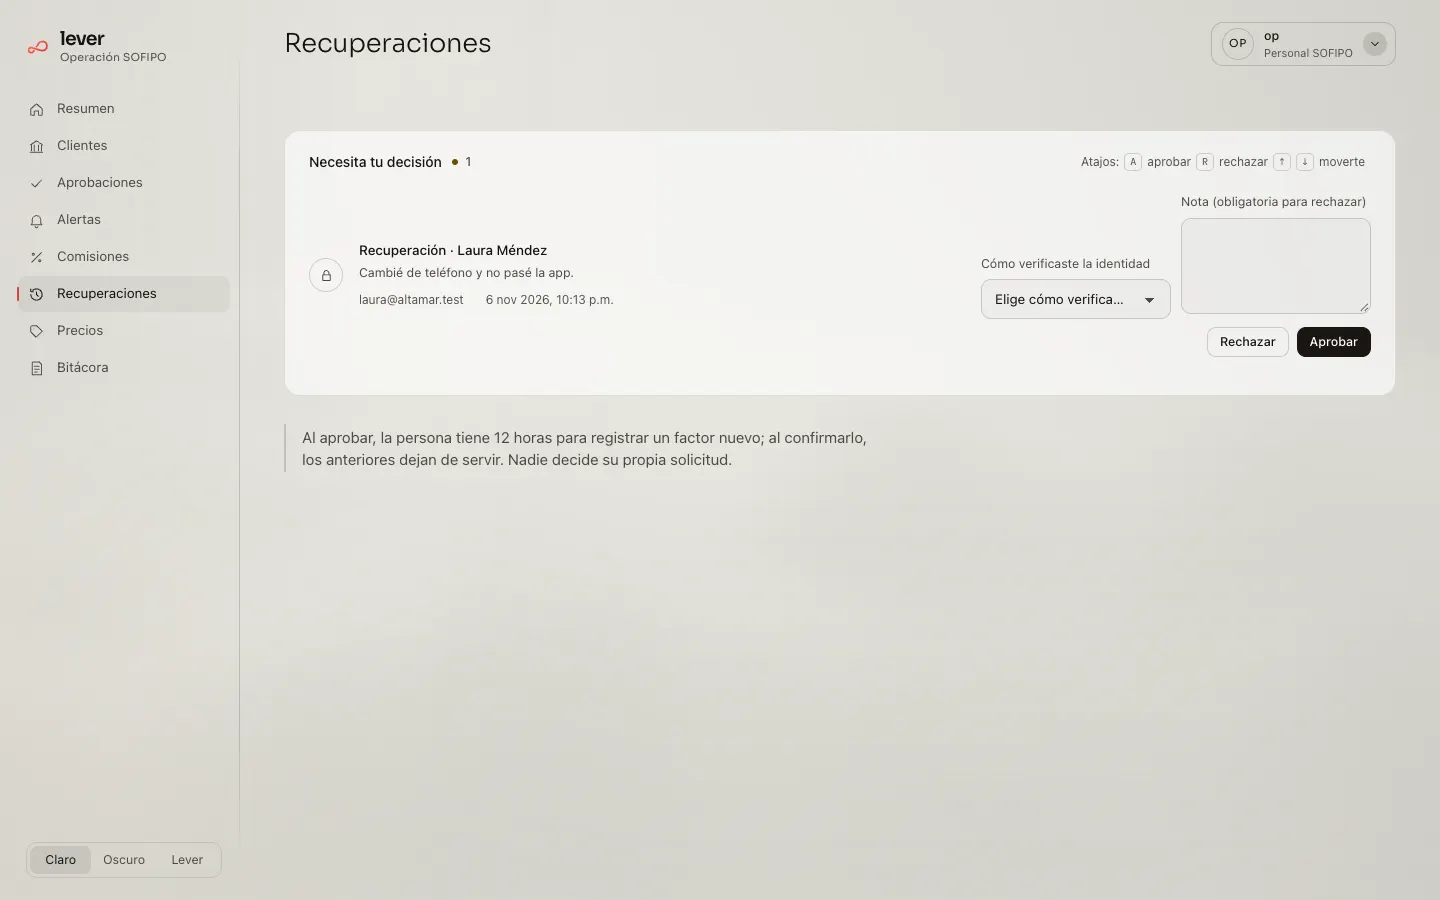 lever
Operación SOFIPO
Resumen
Clientes
Aprobaciones
Alertas
Comisiones
Recuperaciones
Precios
Bitácora
Claro Oscuro Lever
Recuperaciones
OP
op
Personal SOFIPO
Necesita tu decisión 1
Atajos: A aprobar R rechazar ↑ ↓ moverte
Recuperación · Laura Méndez
Cambié de teléfono y no pasé la app.
laura@altamar.test 6 nov 2026, 10:13 p.m.
Cómo verificaste la identidad
Elige cómo verifica...
Nota (obligatoria para rechazar)
Rechazar Aprobar
Al aprobar, la persona tiene 12 horas para registrar un factor nuevo; al confirmarlo,
los anteriores dejan de servir. Nadie decide su propia solicitud.